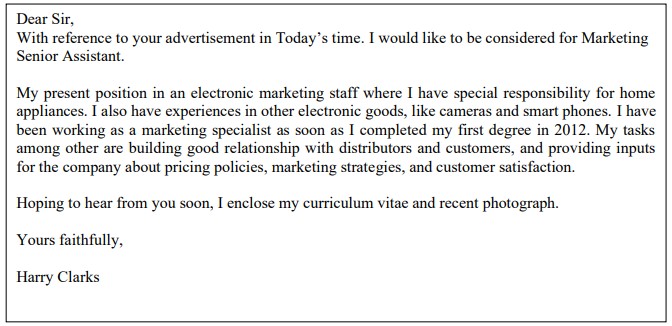 Dear Sir,
With reference to your advertisement in Today’s time. I would like to be considered for Marketing
Senior Assistant.
My present position in an electronic marketing staff where I have special responsibility for home
appliances. I also have experiences in other electronic goods, like cameras and smart phones. I have
been working as a marketing specialist as soon as I completed my first degree in 2012. My tasks
among other are building good relationship with distributors and customers, and providing inputs
for the company about pricing policies, marketing strategies, and customer satisfaction.
Hoping to hear from you soon, I enclose my curriculum vitae and recent photograph.
Yours faithfully,
Harry Clarks